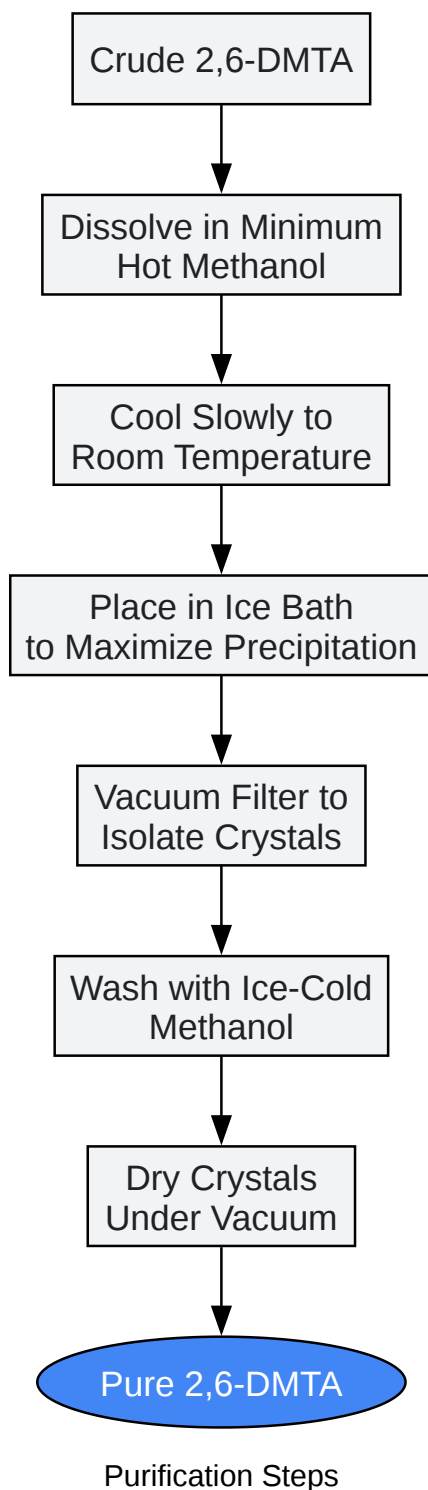 Crude 2,6-DMTA
Dissolve in Minimum
Hot Methanol
Cool Slowly to
Room Temperature
Place in Ice Bath
to Maximize Precipitation
Vacuum Filter to
Isolate Crystals
Wash with Ice-Cold
Methanol
Dry Crystals
Under Vacuum
Pure 2,6-DMTA
Purification Steps